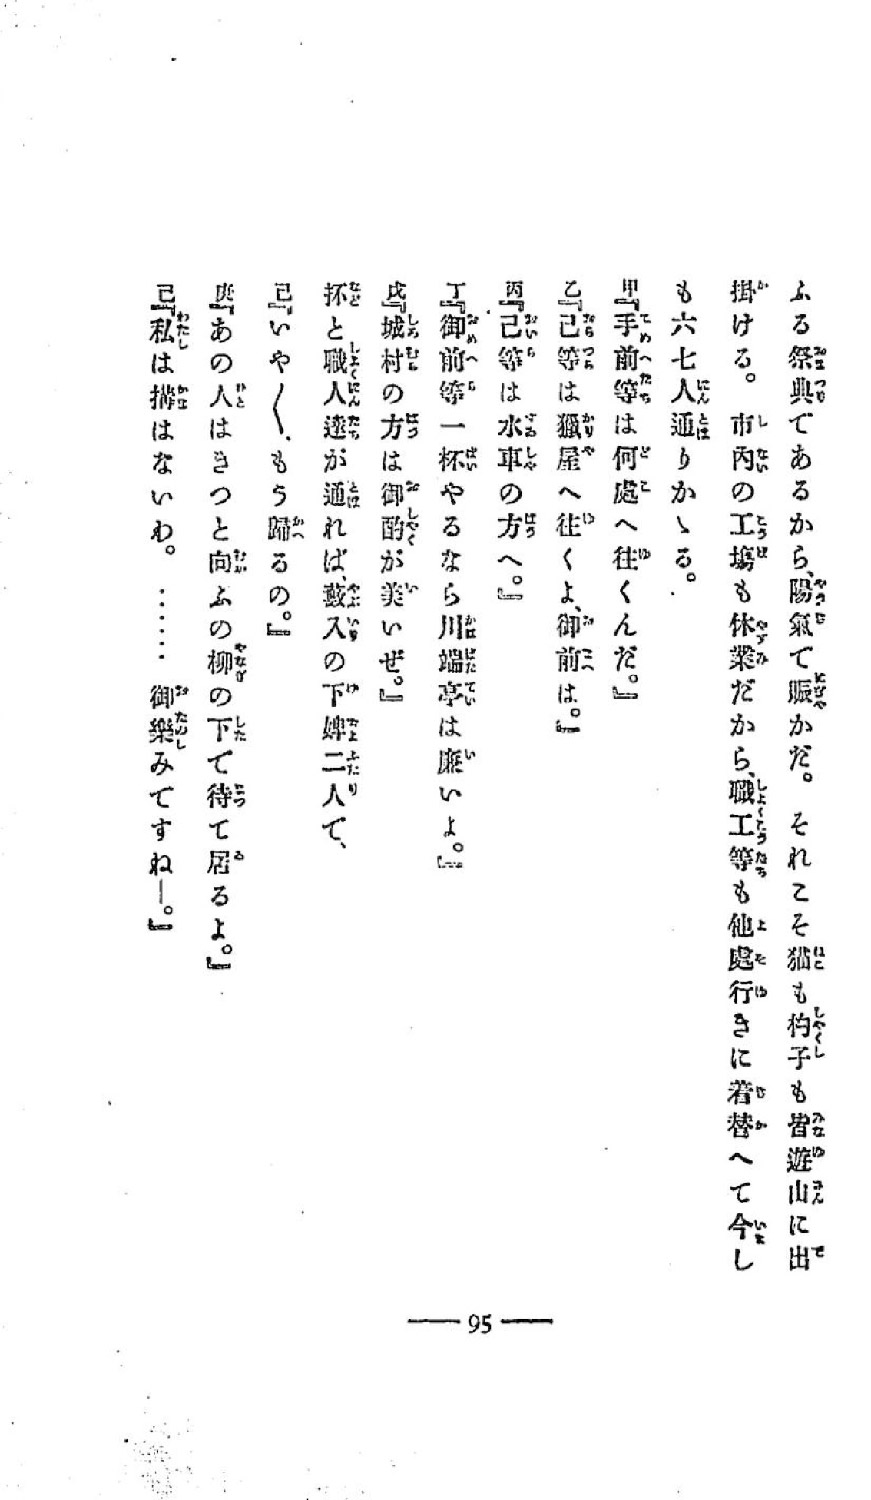 ふる祭典であるから、陽氣で賑かだ。それこそ猫も杓子も皆遊山に出
掛ける。市内の工塲も休業だから、職工等も他處行きに着替へて今し
も六七人通りかゝる。
甲『手前等は何處へ往くんだ。』
乙『己等は獵屋へ往くよ、御前は。』
丙『己等は水車の方へ。』
丁『御前等一杯やるなら川端亭は廉いよ。』
戊『城村の方は御酌が美いぜ。』
抔と職人達が通れば、藪入の下婢二人で、
己『いや〳〵、もう歸るの。』
庚『あの人はきつと向ふの柳の下で待て居るよ。』
己『私は搆はないわ。……御樂みですねー。』
95